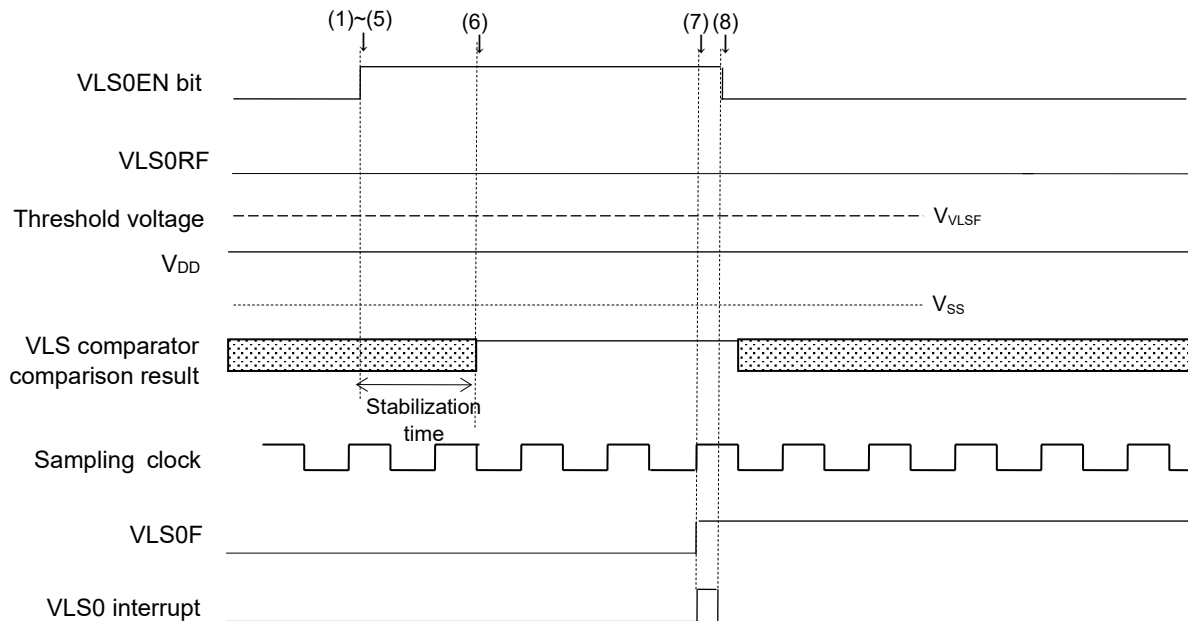 (1)~(5) (6) (7) (8)
VLS0EN bit
VLS0RF
Threshold voltage VVLSF
VDD
VSS
VLS comparator
comparison result
Stabilization
time
Sampling clock
VLS0F
VLS0 interrupt